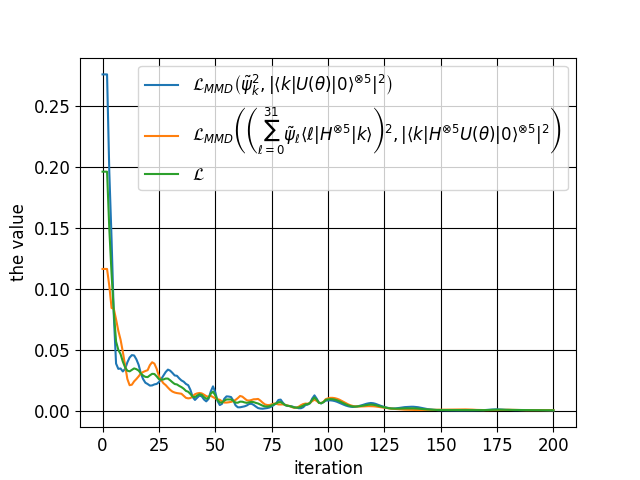 ℒ_MMD(ψ̃_k^2, |⟨k|U(θ)|0⟩^⊗5|^2)
ℒ_MMD((∑_{ℓ=0}^{31} ψ̃_ℓ⟨ℓ|H^⊗5|k⟩)^2, |⟨k|H^⊗5U(θ)|0⟩^⊗5|^2)
ℒ
0.25
0.20
0.15
0.10
0.05
0.00
the value
0 25 50 75 100 125 150 175 200
iteration